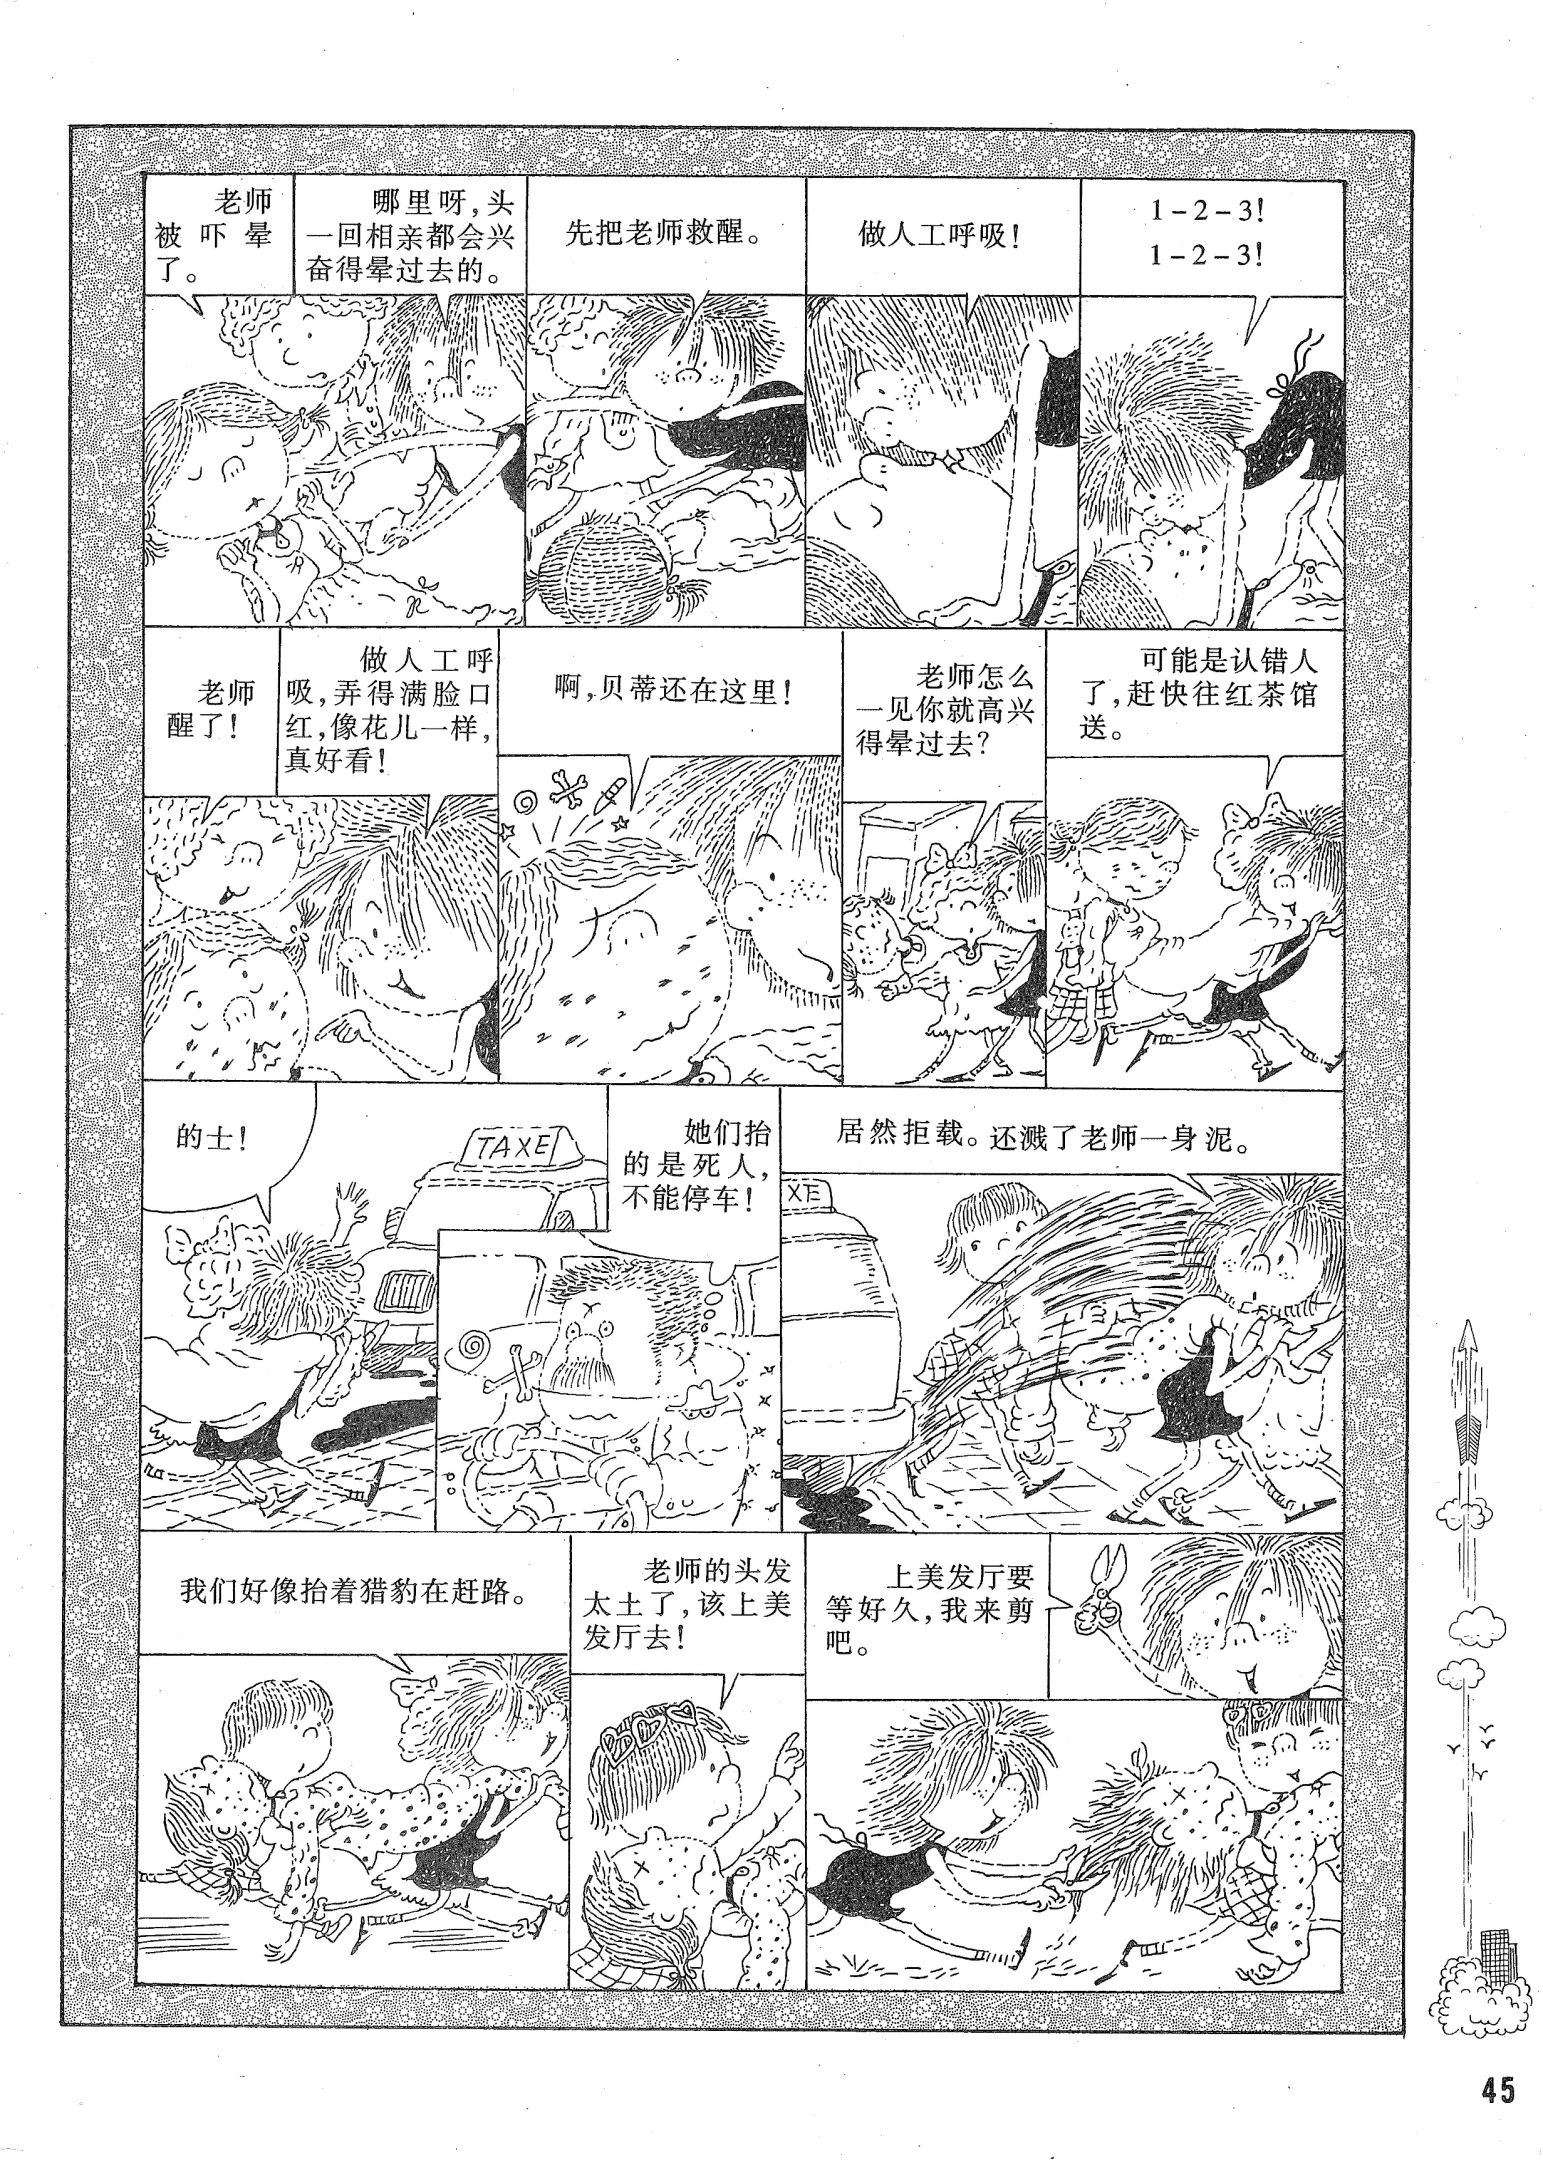 老师
被吓晕
了。
哪里呀,头
一回相亲都会兴
奋得晕过去的。
先把老师救醒。
做人工呼吸!
1-2-3!
1-2-3!
老师
醒了!
做人工呼
吸,弄得满脸口
红,像花儿一样,
真好看!
啊,贝蒂还在这里!
老师怎么
一见你就高兴
得晕过去?
可能是认错人
了,赶快往红茶馆
送。
的士!
TAXE
她们抬
的是死人,
不能停车!
居然拒载。还溅了老师一身泥。
XE
我们好像抬着猎豹在赶路。
老师的头发
太土了,该上美
发厅去!
上美发厅要
等好久,我来剪
吧。
45